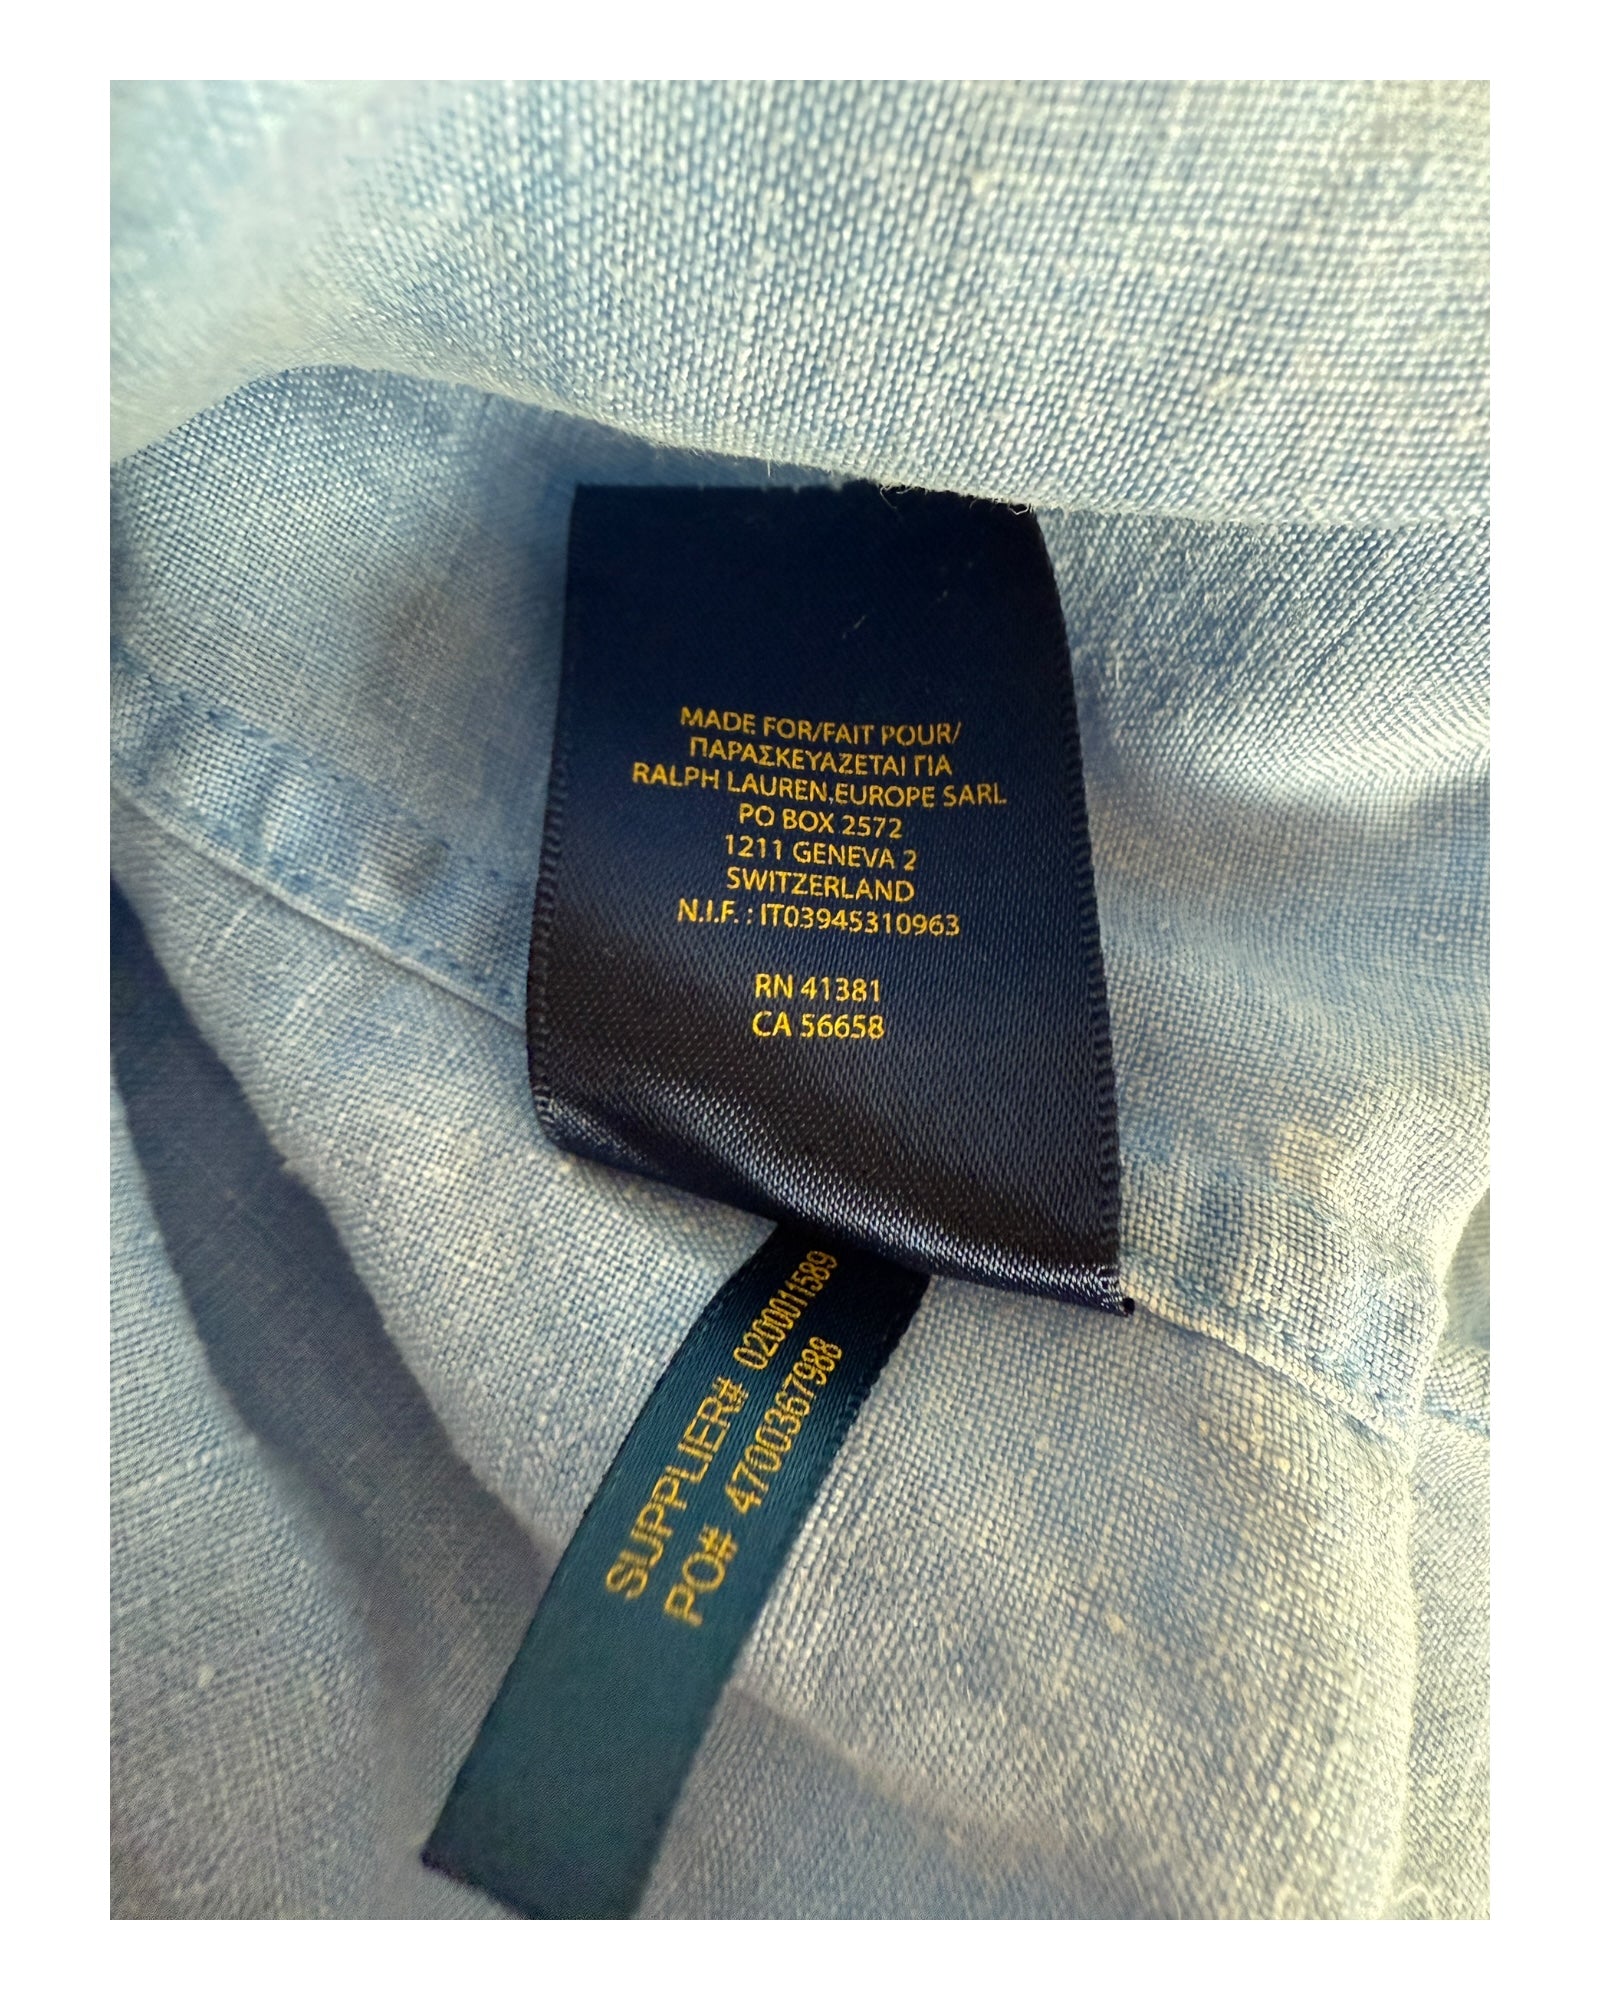 MADE FOR/FAIT POUR/
ΠΑΡΑΣΚΕΥΑΖΕΤΑΙ ΓΙΑ
RALPH LAUREN,EUROPE SARL
PO BOX 2572
1211 GENEVA 2
SWITZERLAND
N.I.F. : IT03945310963
RN 41381
CA 56658
SUPPLIER# 0200011589
PO# 4700367988